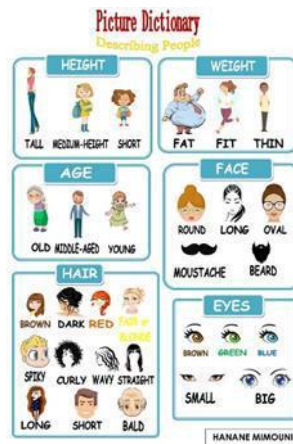 Picture Dictionary
Describing People
HEIGHT
TALL MEDIUM-HEIGHT SHORT
WEIGHT
FAT FIT THIN
AGE
OLD MIDDLE-AGED YOUNG
FACE
ROUND LONG OVAL
MOUSTACHE BEARD
HAIR
BROWN DARK RED FAIR or BLONDE
SPIKY CURLY WAVY STRAIGHT
LONG SHORT BALD
EYES
BROWN GREEN BLUE
SMALL BIG
HANANE MIMOUNI